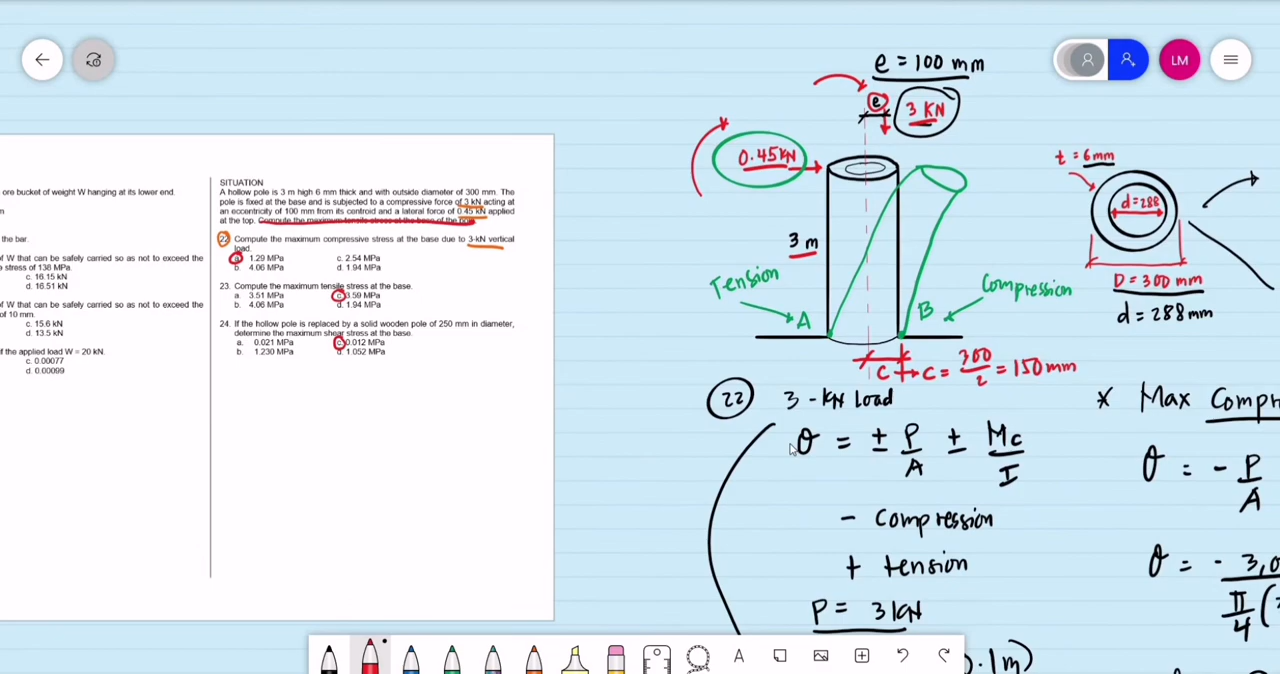 LM
ore bucket of weight W hanging at its lower end.
the bar.
of W that can be safely carried so as not to exceed the
stress of 138 MPa.
c. 16.15 kN
d. 16.51 kN
f W that can be safely carried so as not to exceed the
of 10 mm.
c. 15.6 kN
d. 13.5 kN
if the applied load W = 20 kN.
c. 0.00077
d. 0.00099
SITUATION
A hollow pole is 3 m high 6 mm thick and with outside diameter of 300 mm. The
pole is fixed at the base and is subjected to a compressive force of 3 kN acting at
an eccentricity of 100 mm from its centroid and a lateral force of 0.45 kN applied
at the top. Compute the maximum tensile stress at the base of the pole.
22. Compute the maximum compressive stress at the base due to 3-kN vertical
load.
a. 1.29 MPa c. 2.54 MPa
b. 4.06 MPa d. 1.94 MPa
23. Compute the maximum tensile stress at the base.
a. 3.51 MPa c. 3.59 MPa
b. 4.06 MPa d. 1.94 MPa
24. If the hollow pole is replaced by a solid wooden pole of 250 mm in diameter,
determine the maximum shear stress at the base.
a. 0.021 MPa c. 0.012 MPa
b. 1.230 MPa d. 1.052 MPa
e = 100 mm
e 3 KN
0.45KN
3 m
Tension
A
B
Compression
C C = 300/2 = 150mm
t = 6mm
d=288
D = 300 mm
d = 288mm
22 3 - KN Load
σ = ± P/A ± Mc/I
- compression
+ tension
P = 3 KN
.1m)
* Max Compr
σ = - P/A
σ = - 3,0
π/4 (
A